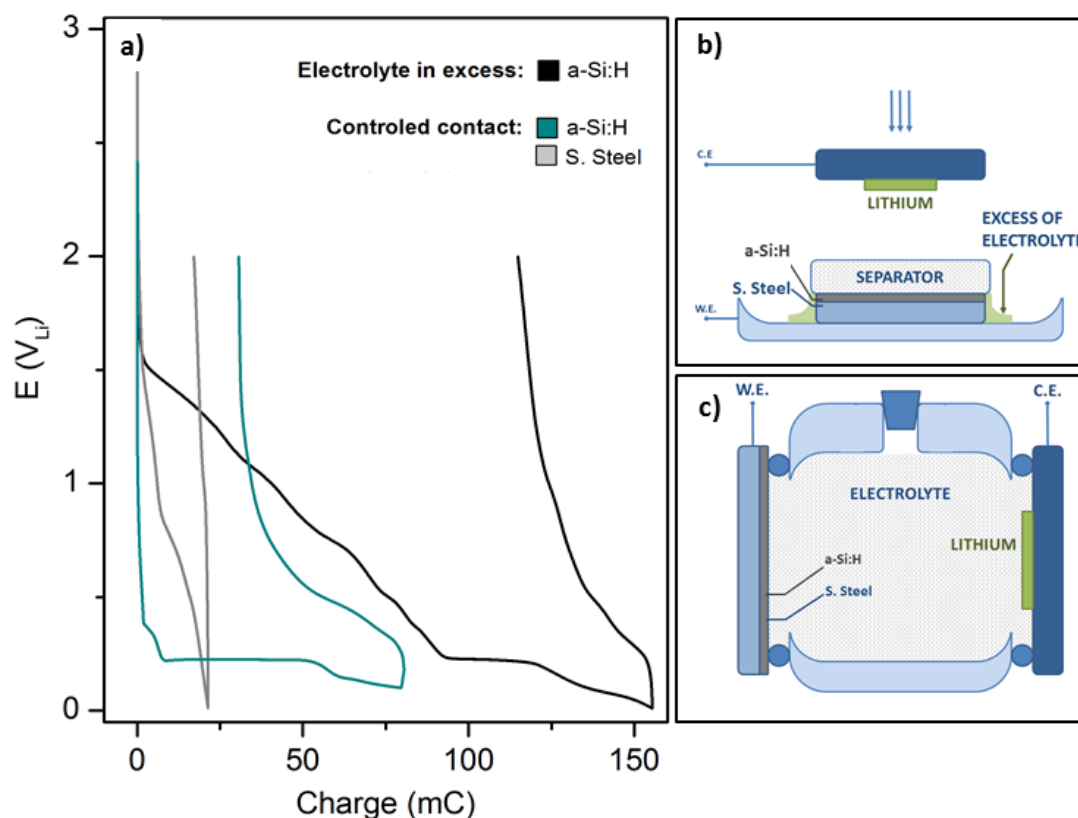 a)
Electrolyte in excess: a-Si:H
Controled contact: a-Si:H
S. Steel
3
2
1
0
E (V_Li)
0
50
100
150
Charge (mC)
b)
C.E
LITHIUM
EXCESS OF
ELECTROLYTE
a-Si:H
SEPARATOR
S. Steel
W.E.
c)
W.E.
C.E.
ELECTROLYTE
LITHIUM
a-Si:H
S. Steel